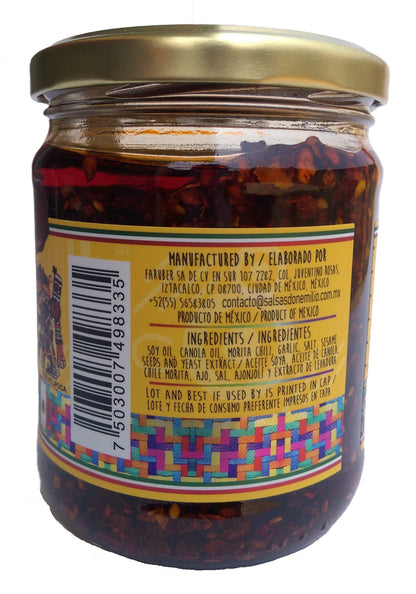 MANUFACTURED BY / ELABORADO POR
FARUBER SA DE CV EN SUR 107 2282, COL. JUVENTINO ROSAS,
IZTACALCO, CP 08700, CIUDAD DE MÉXICO, MÉXICO
+52(55) 56583805 contacto@salsasdonemilio.com.mx
PRODUCTO DE MÉXICO / PRODUCT OF MEXICO
INGREDIENTS / INGREDIENTES
SOY OIL, CANOLA OIL, MORITA CHILI, GARLIC, SALT, SESAME
SEEDS AND YEAST EXTRACT / ACEITE SOYA, ACEITE DE CANOLA,
CHILE MORITA, AJO, SAL, AJONJOLÍ Y EXTRACTO DE LEVADURA
LOT AND BEST IF USED BY IS PRINTED IN CAP /
LOTE Y FECHA DE CONSUMO PREFERENTE IMPRESOS EN TAPA
7 503007 498335